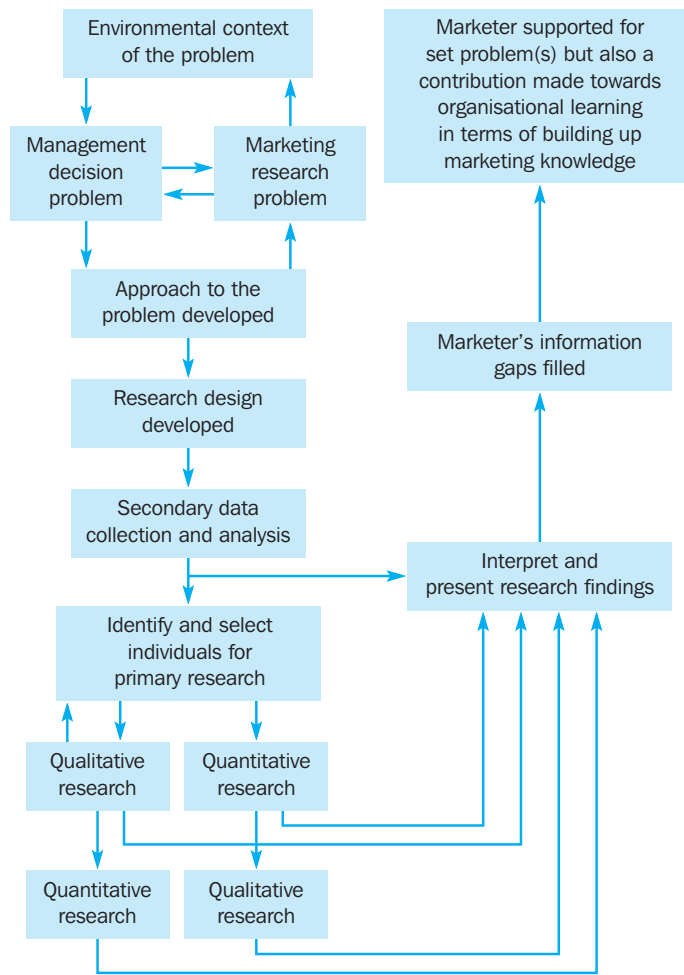 Environmental context
of the problem
Management
decision
problem
Marketing
research
problem
Approach to the
problem developed
Research design
developed
Secondary data
collection and analysis
Identify and select
individuals for
primary research
Qualitative
research
Quantitative
research
Quantitative
research
Qualitative
research
Marketer supported for
set problem(s) but also a
contribution made towards
organisational learning
in terms of building up
marketing knowledge
Marketer’s information
gaps filled
Interpret and
present research findings